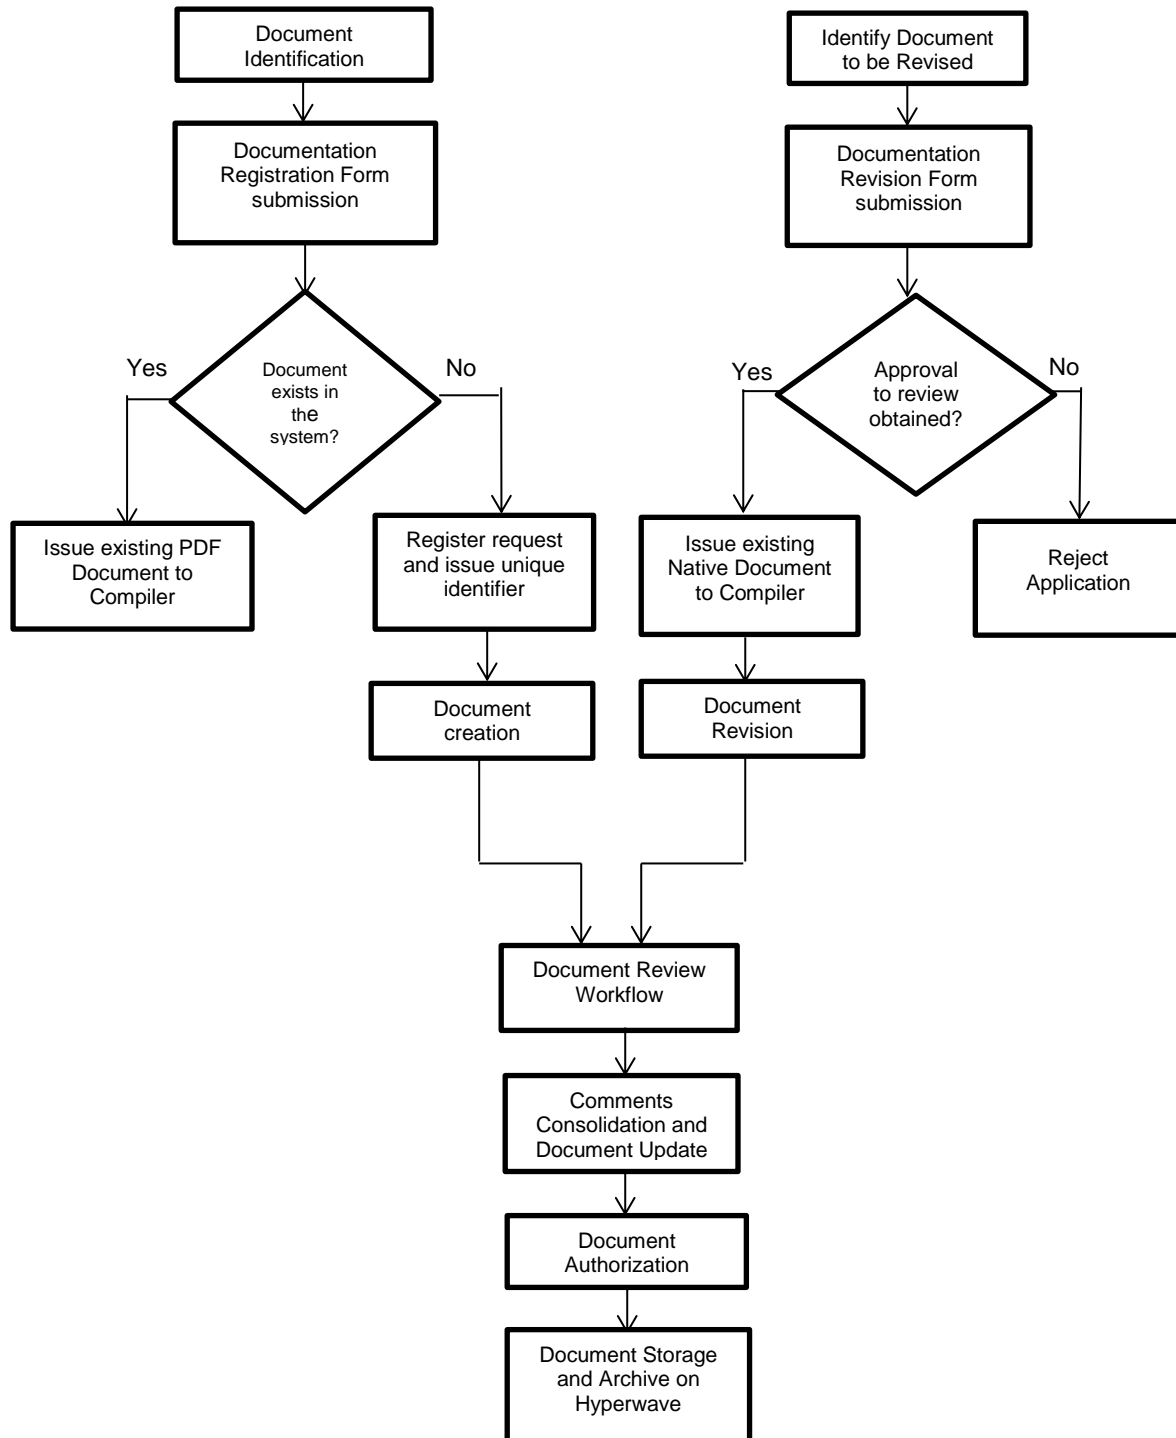 Document
Identification
Documentation
Registration Form
submission
Yes
No
Document
exists in
the
system?
Issue existing PDF
Document to
Compiler
Register request
and issue unique
identifier
Document
creation
Identify Document
to be Revised
Documentation
Revision Form
submission
Yes
No
Approval
to review
obtained?
Issue existing
Native Document
to Compiler
Reject
Application
Document
Revision
Document Review
Workflow
Comments
Consolidation and
Document Update
Document
Authorization
Document Storage
and Archive on
Hyperwave